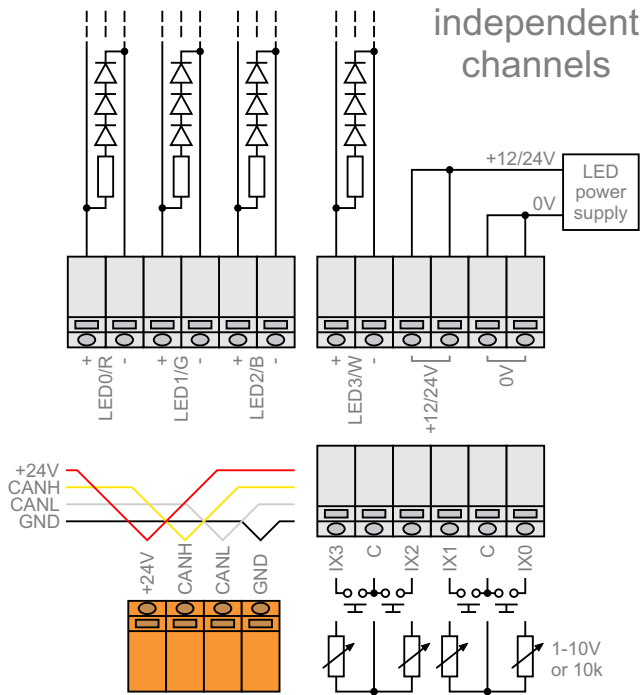 independent
channels
+12/24V
LED
power
supply
0V
+ - + - + -
LED0/R LED1/G LED2/B
+ -
LED3/W +12/24V 0V
+24V
CANH
CANL
GND
+24V CANH CANL GND
IX3 C IX2 IX1 C IX0
1-10V
or 10k